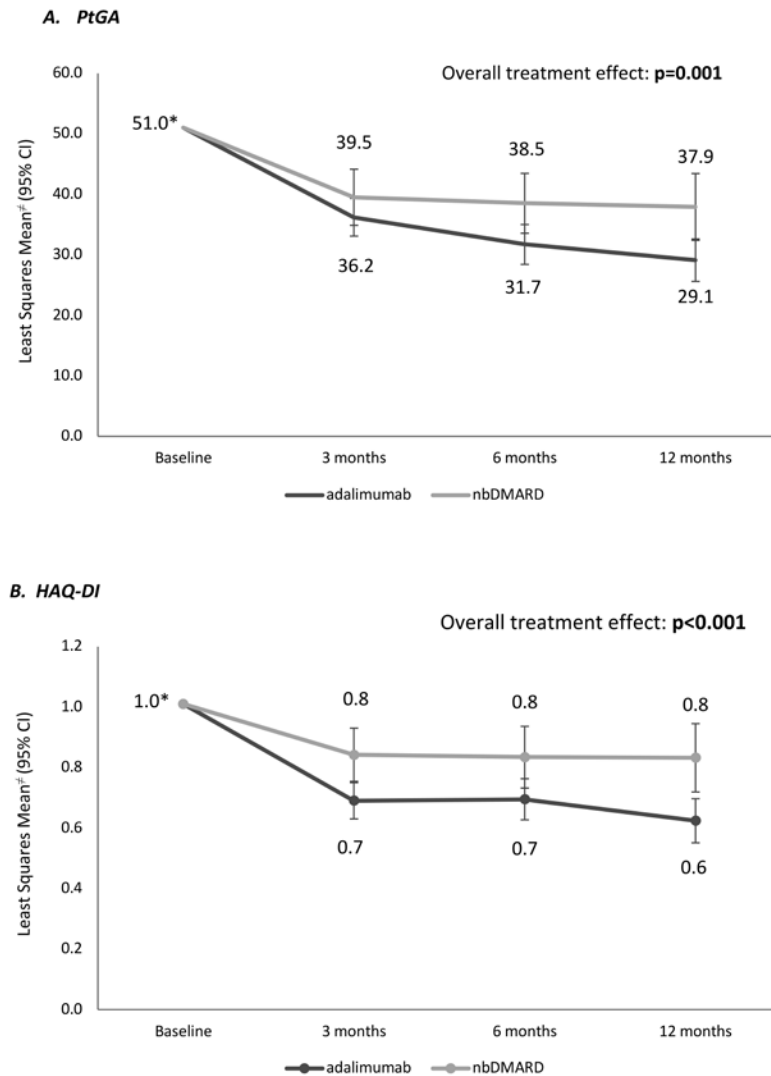 A. PtGA
Overall treatment effect: p=0.001
Least Squares Mean≠ (95% CI)
60.0
50.0
40.0
30.0
20.0
10.0
0.0
51.0*
39.5
38.5
37.9
36.2
31.7
29.1
Baseline
3 months
6 months
12 months
adalimumab
nbDMARD
B. HAQ-DI
Overall treatment effect: p<0.001
Least Squares Mean≠ (95% CI)
1.2
1.0
0.8
0.6
0.4
0.2
0.0
1.0*
0.8
0.8
0.8
0.7
0.7
0.6
Baseline
3 months
6 months
12 months
adalimumab
nbDMARD